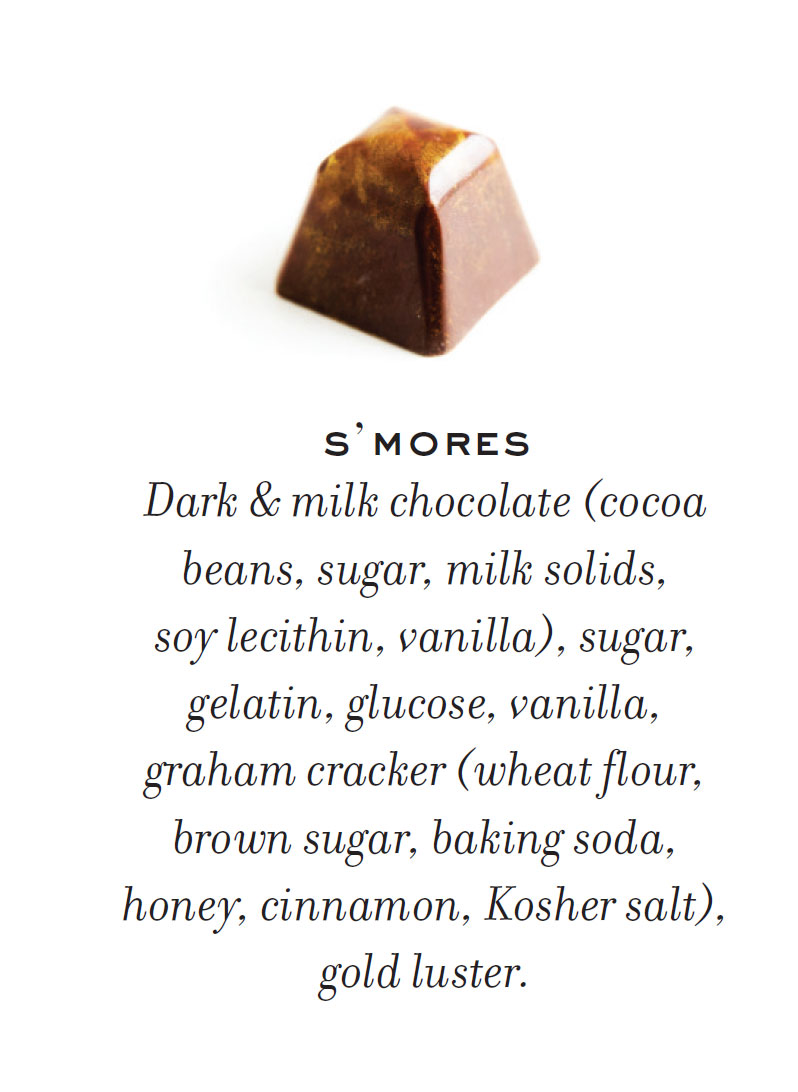 S'MORES
Dark & milk chocolate (cocoa
beans, sugar, milk solids,
soy lecithin, vanilla), sugar,
gelatin, glucose, vanilla,
graham cracker (wheat flour,
brown sugar, baking soda,
honey, cinnamon, Kosher salt),
gold luster.